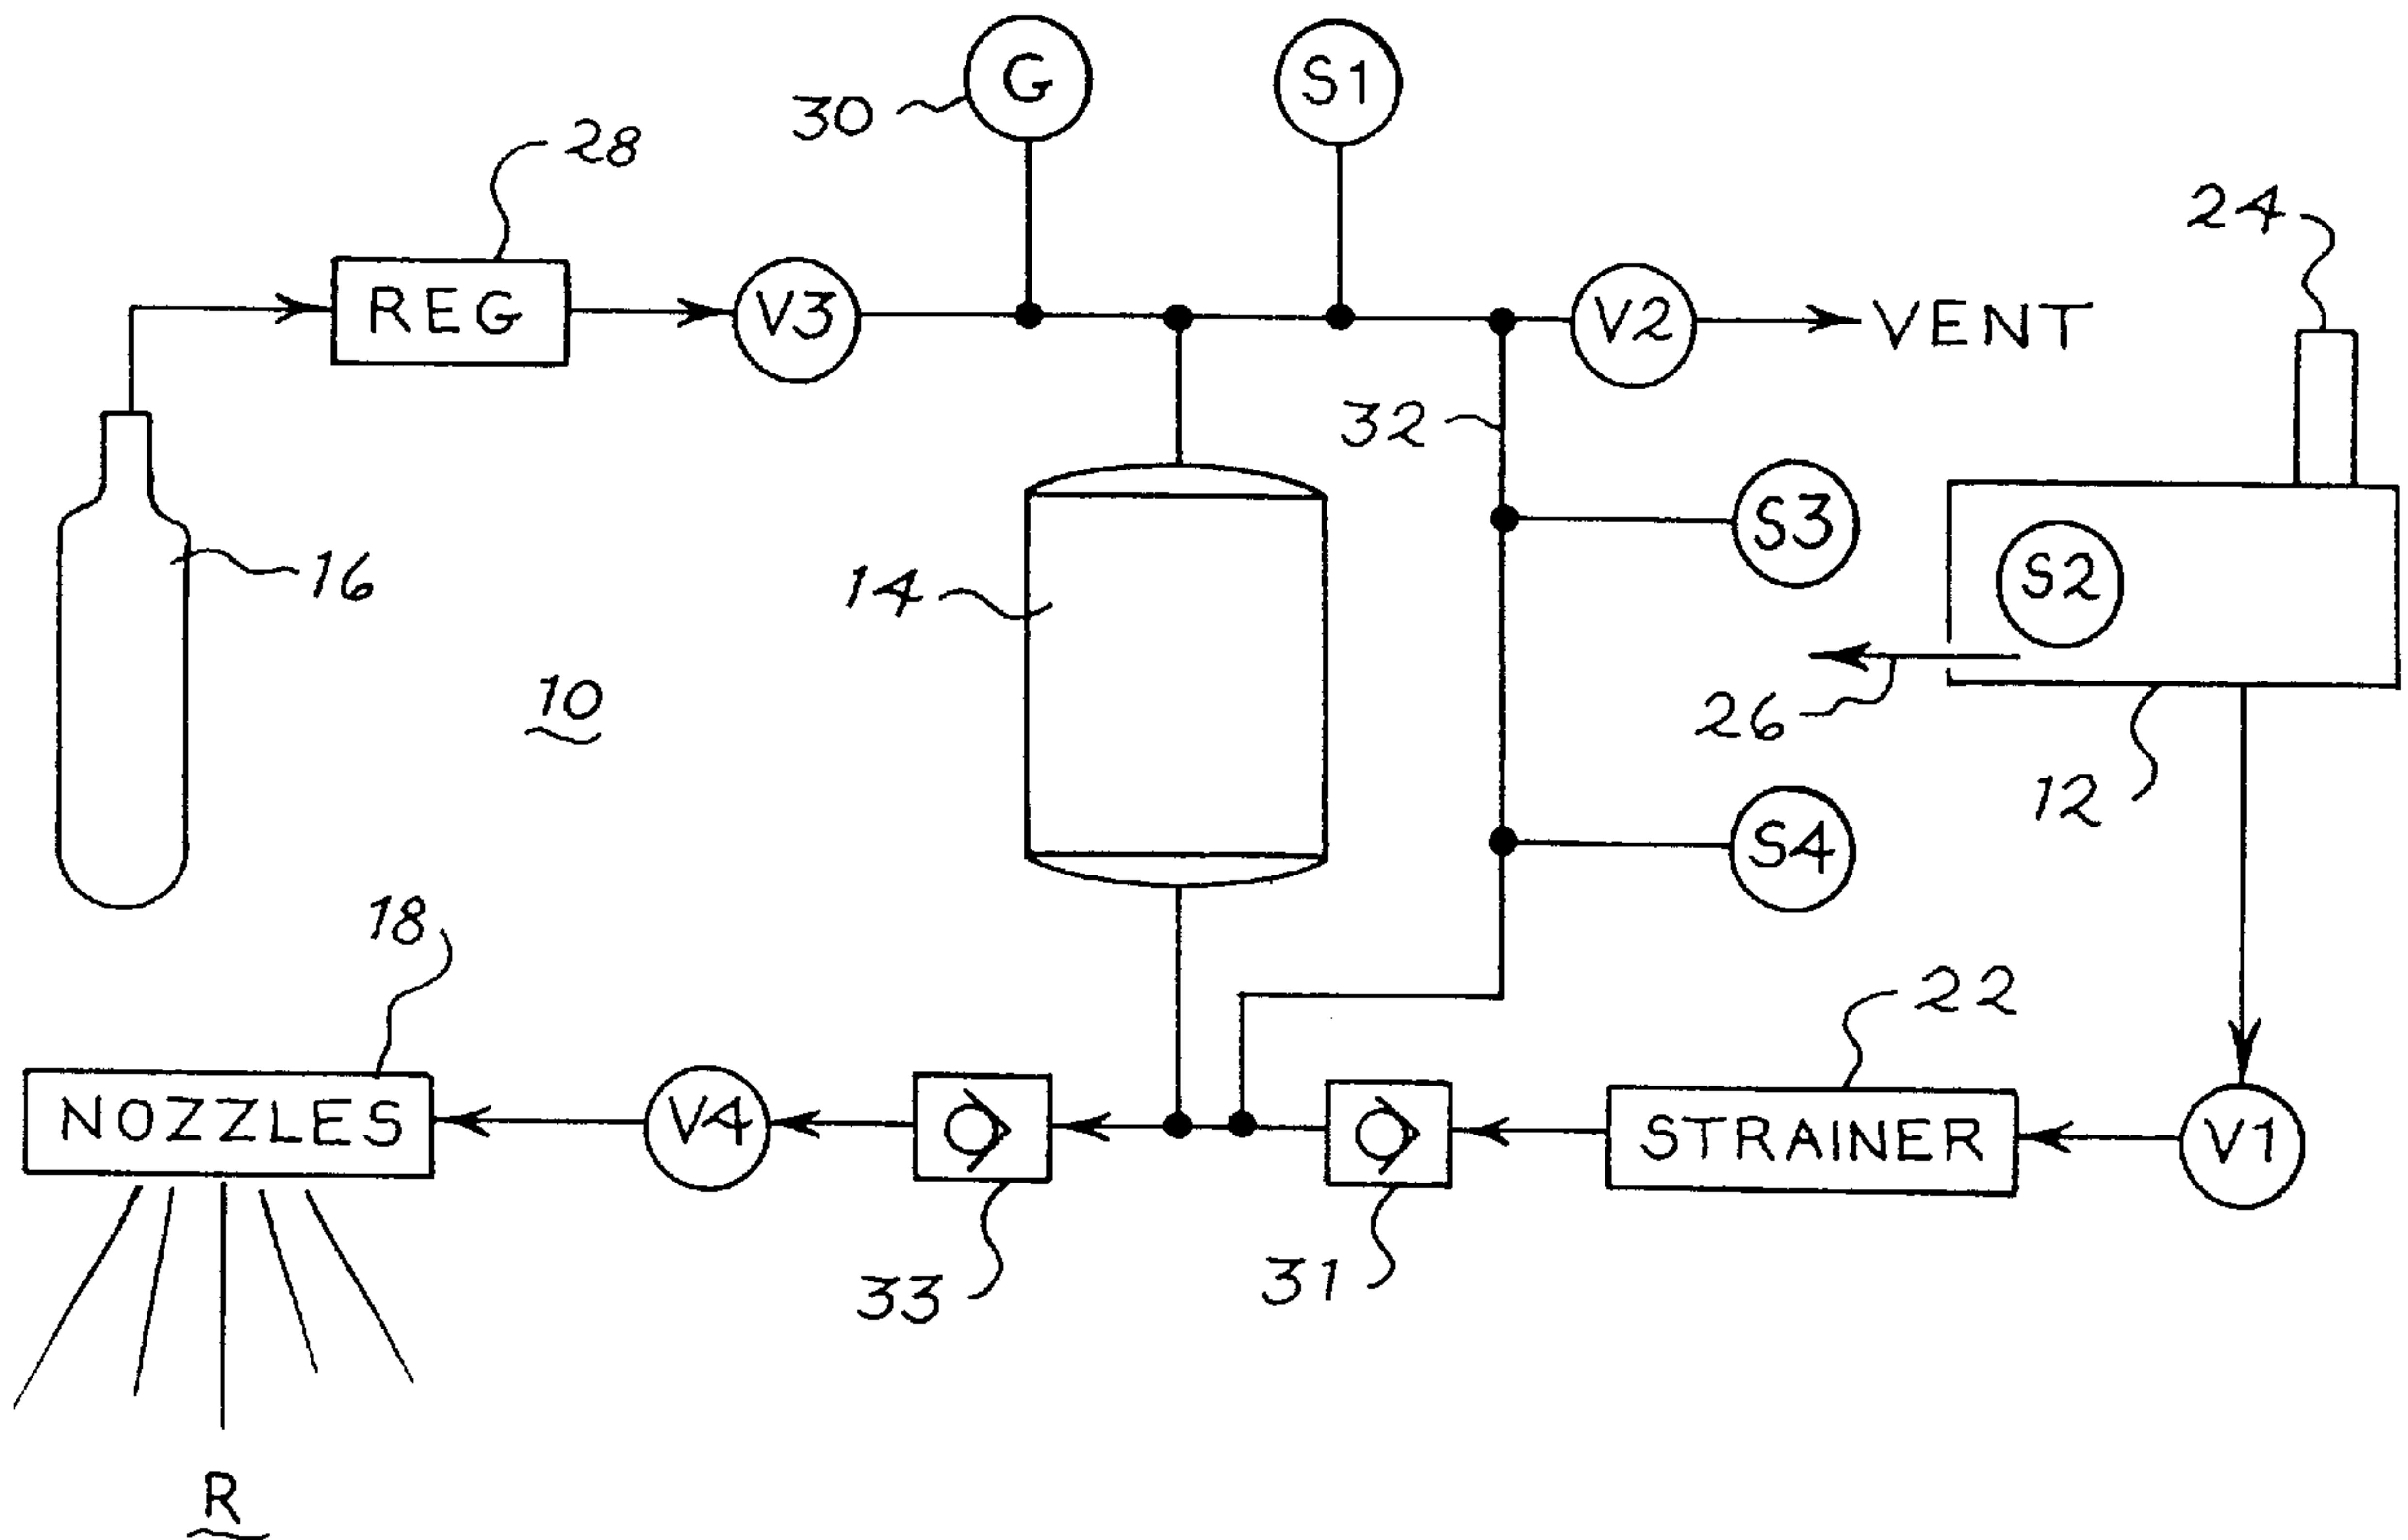 G
S1
30
28
24
REG
V3
V2
VENT
32
S3
S2
16
14
10
26
12
S4
18
22
NOZZLES
V4
STRAINER
V1
33
31
R